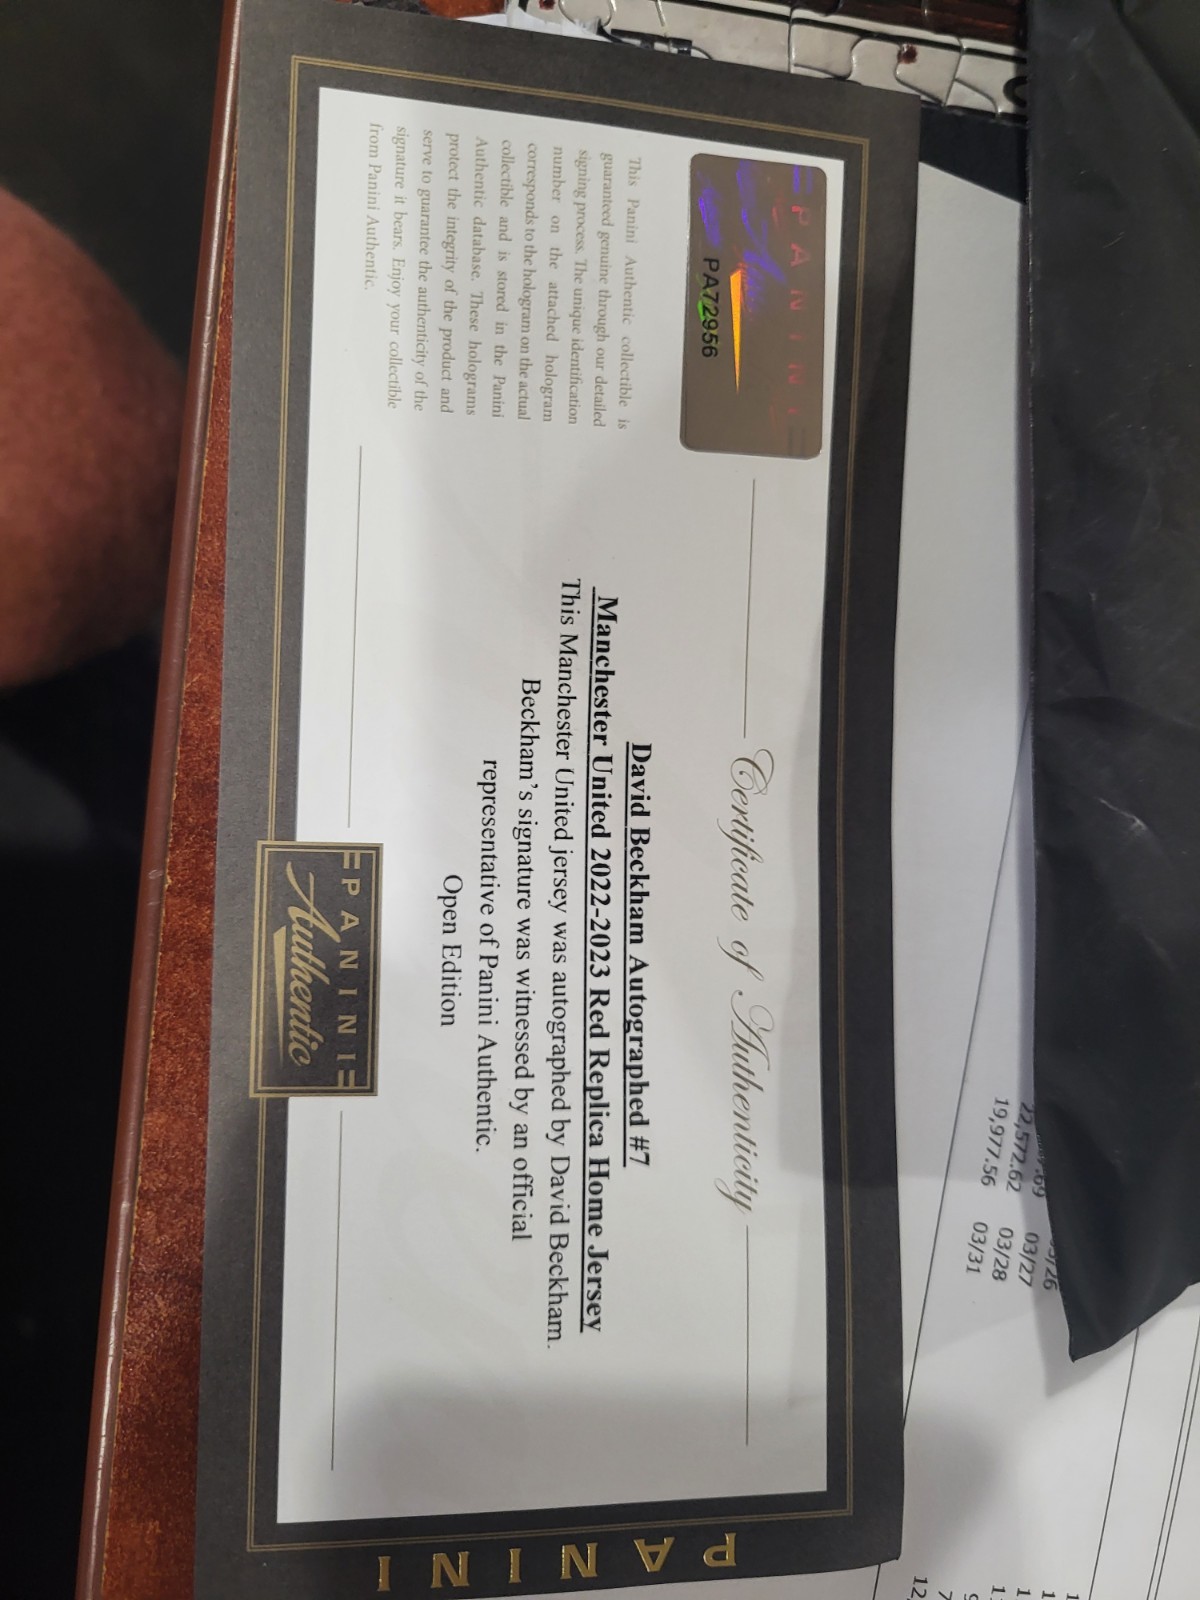 PANINI
PA72956
This Panini Authentic collectible is
guaranteed genuine through our detailed
signing process. The unique identification
number on the attached hologram
corresponds to the hologram on the actual
collectible and is stored in the Panini
Authentic database. These holograms
protect the integrity of the product and
serve to guarantee the authenticity of the
signature it bears. Enjoy your collectible
from Panini Authentic.
Certificate of Authenticity
David Beckham Autographed #7
Manchester United 2022-2023 Red Replica Home Jersey
This Manchester United jersey was autographed by David Beckham.
Beckham's signature was witnessed by an official
representative of Panini Authentic.
Open Edition
PANINI
Authentic
PANINI
22,572.62 03/27
19,977.56 03/28
03/31